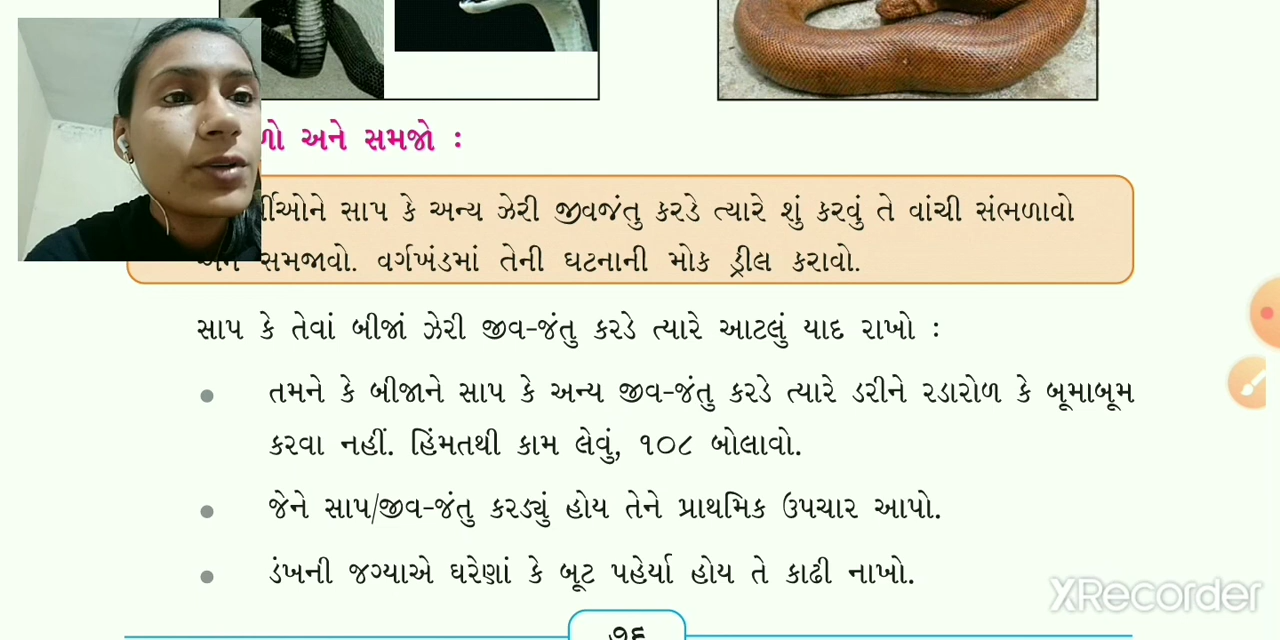 અને સમજો :
સાપ કે અન્ય ઝેરી જીવજંતુ કરડે ત્યારે શું કરવું તે વાંચી સંભળાવો
સમજાવો. વર્ગખંડમાં તેની ઘટનાની મોક ડ્રીલ કરાવો.
સાપ કે તેવાં બીજાં ઝેરી જીવ-જંતુ કરડે ત્યારે આટલું યાદ રાખો :
તમને કે બીજાને સાપ કે અન્ય જીવ-જંતુ કરડે ત્યારે ડરીને રડારોળ કે બૂમાબૂમ
કરવા નહીં. હિંમતથી કામ લેવું, ૧૦૮ બોલાવો.
જેને સાપ/જીવ-જંતુ કરડ્યું હોય તેને પ્રાથમિક ઉપચાર આપો.
ડંખની જગ્યાએ ઘરેણાં કે બૂટ પહેર્યા હોય તે કાઢી નાખો.
XRecorder